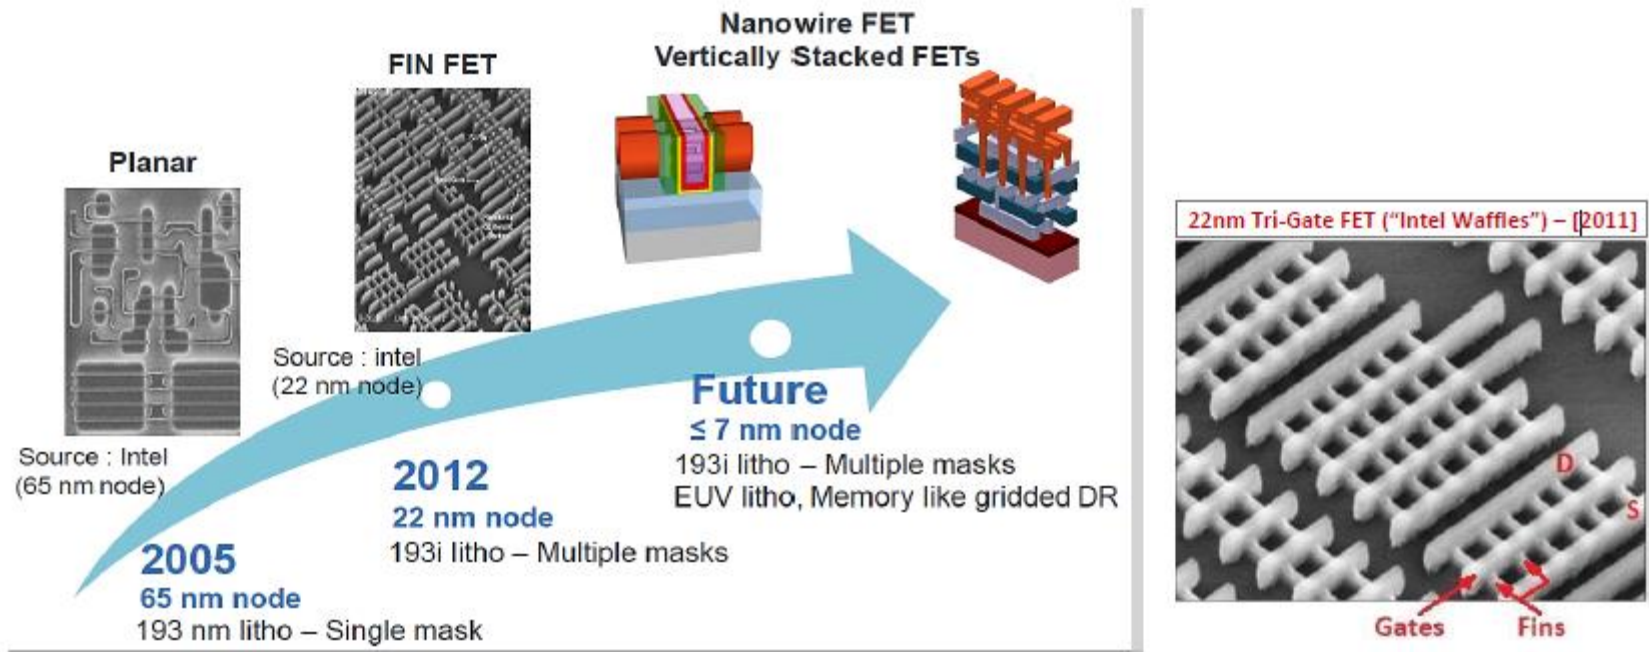 Nanowire FET
Vertically Stacked FETs
FIN FET
Planar
Source : intel
(22 nm node)
Source : Intel
(65 nm node)
Future
≤ 7 nm node
193i litho – Multiple masks
EUV litho, Memory like gridded DR
2012
22 nm node
193i litho – Multiple masks
2005
65 nm node
193 nm litho – Single mask
22nm Tri-Gate FET (“Intel Waffles”) – [2011]
D
S
Gates
Fins